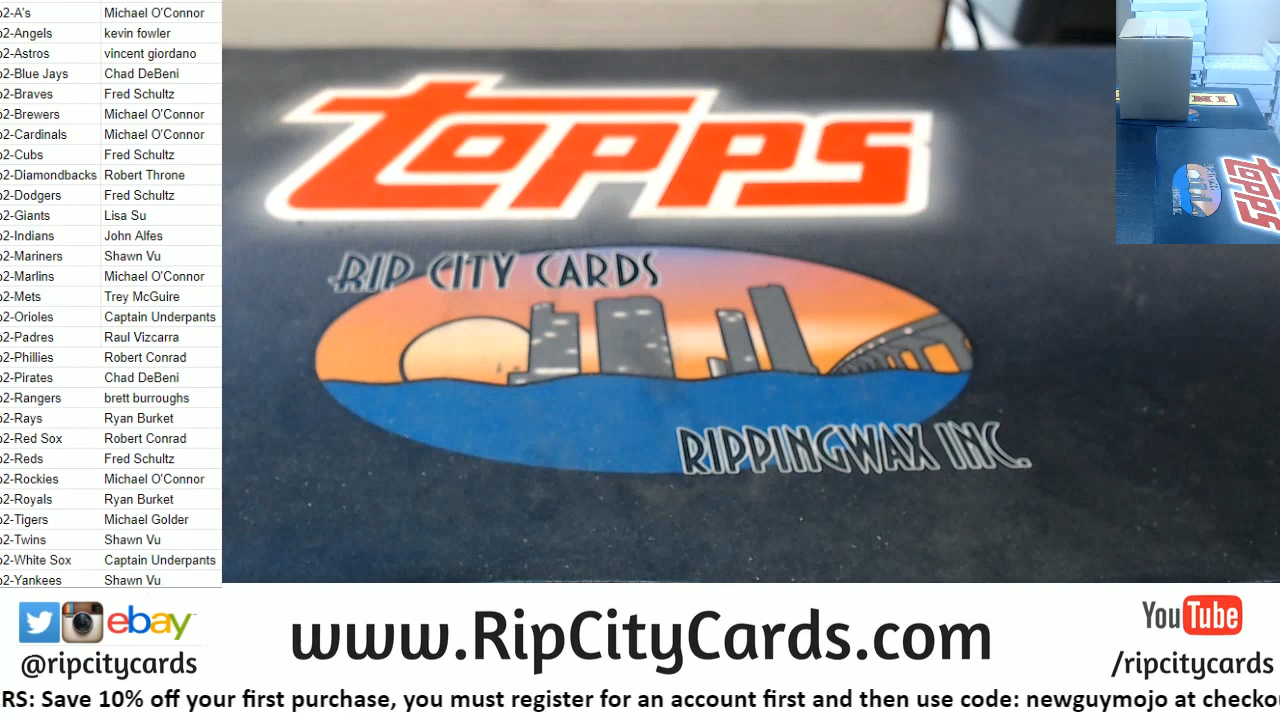 o2-A's Michael O'Connor
o2-Angels kevin fowler
o2-Astros vincent giordano
o2-Blue Jays Chad DeBeni
o2-Braves Fred Schultz
o2-Brewers Michael O'Connor
o2-Cardinals Michael O'Connor
o2-Cubs Fred Schultz
o2-Diamondbacks Robert Throne
o2-Dodgers Fred Schultz
o2-Giants Lisa Su
o2-Indians John Alfes
o2-Mariners Shawn Vu
o2-Marlins Michael O'Connor
o2-Mets Trey McGuire
o2-Orioles Captain Underpants
o2-Padres Raul Vizcarra
o2-Phillies Robert Conrad
o2-Pirates Chad DeBeni
o2-Rangers brett burroughs
o2-Rays Ryan Burket
o2-Red Sox Robert Conrad
o2-Reds Fred Schultz
o2-Rockies Michael O'Connor
o2-Royals Ryan Burket
o2-Tigers Michael Golder
o2-Twins Shawn Vu
o2-White Sox Captain Underpants
o2-Yankees Shawn Vu
topps
RIP CITY CARDS
RIPPINGWAX INC.
topps
ebay
@ripcitycards
www.RipCityCards.com
YouTube
/ripcitycards
RS: Save 10% off your first purchase, you must register for an account first and then use code: newguymojo at checko